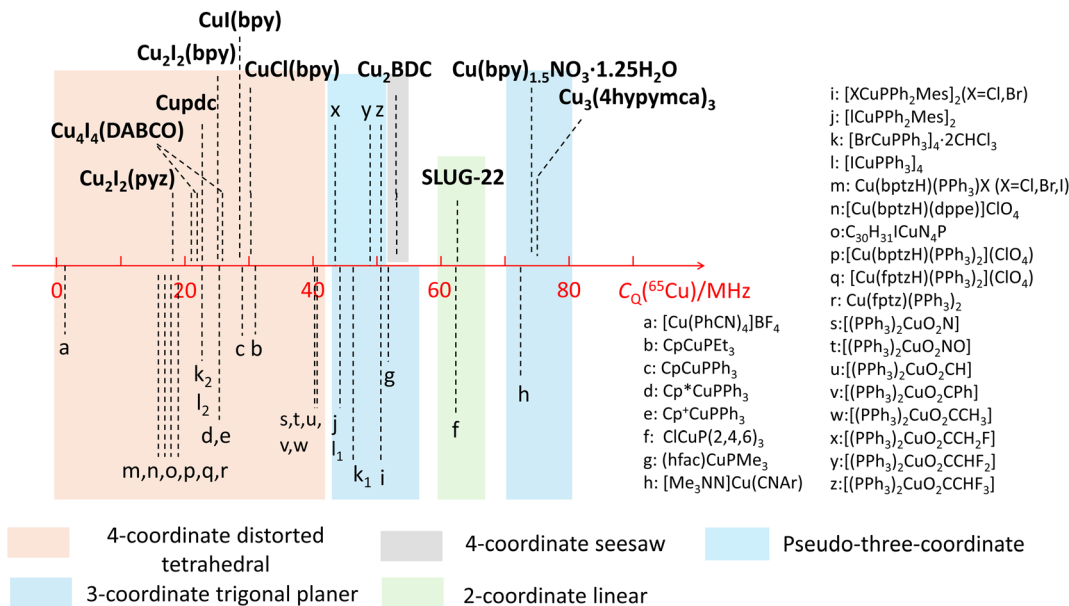 CuI(bpy)
Cu₂I₂(bpy)
CuCl(bpy)
Cu₂BDC
Cu(bpy)₁.₅NO₃·1.25H₂O
Cupdc
Cu₃(4hypymca)₃
Cu₄I₄(DABCO)
x
y
z
Cu₂I₂(pyz)
SLUG-22
0
20
40
60
80
C_Q(⁶⁵Cu)/MHz
a
k₂
l₂
d,e
c
b
m,n,o,p,q,r
s,t,u,
v,w
j
l₁
k₁
i
g
f
h
a: [Cu(PhCN)₄]BF₄
b: CpCuPEt₃
c: CpCuPPh₃
d: Cp*CuPPh₃
e: Cp⁺CuPPh₃
f: ClCuP(2,4,6)₃
g: (hfac)CuPMe₃
h: [Me₃NN]Cu(CNAr)
i: [XCuPPh₂Mes]₂(X=Cl,Br)
j: [ICuPPh₂Mes]₂
k: [BrCuPPh₃]₄·2CHCl₃
l: [ICuPPh₃]₄
m: Cu(bptzH)(PPh₃)X (X=Cl,Br,I)
n:[Cu(bptzH)(dppe)]ClO₄
o:C₃₀H₃₁ICuN₄P
p:[Cu(bptzH)(PPh₃)₂](ClO₄)
q: [Cu(fptzH)(PPh₃)₂](ClO₄)
r: Cu(fptz)(PPh₃)₂
s:[(PPh₃)₂CuO₂N]
t:[(PPh₃)₂CuO₂NO]
u:[(PPh₃)₂CuO₂CH]
v:[(PPh₃)₂CuO₂CPh]
w:[(PPh₃)₂CuO₂CCH₃]
x:[(PPh₃)₂CuO₂CCH₂F]
y:[(PPh₃)₂CuO₂CCHF₂]
z:[(PPh₃)₂CuO₂CCHF₃]
4-coordinate distorted
tetrahedral
4-coordinate seesaw
Pseudo-three-coordinate
3-coordinate trigonal planer
2-coordinate linear